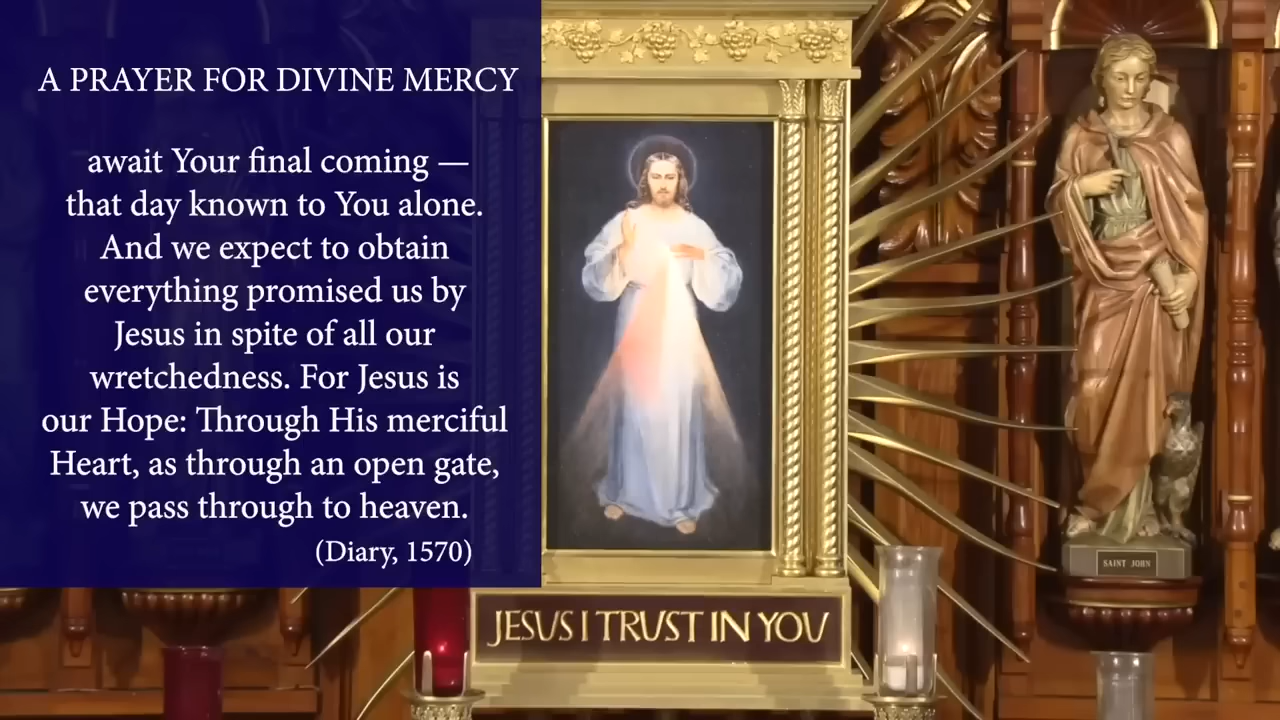 A PRAYER FOR DIVINE MERCY
await Your final coming —
that day known to You alone.
And we expect to obtain
everything promised us by
Jesus in spite of all our
wretchedness. For Jesus is
our Hope: Through His merciful
Heart, as through an open gate,
we pass through to heaven.
(Diary, 1570)
JESUS I TRUST IN YOU
SAINT JOHN